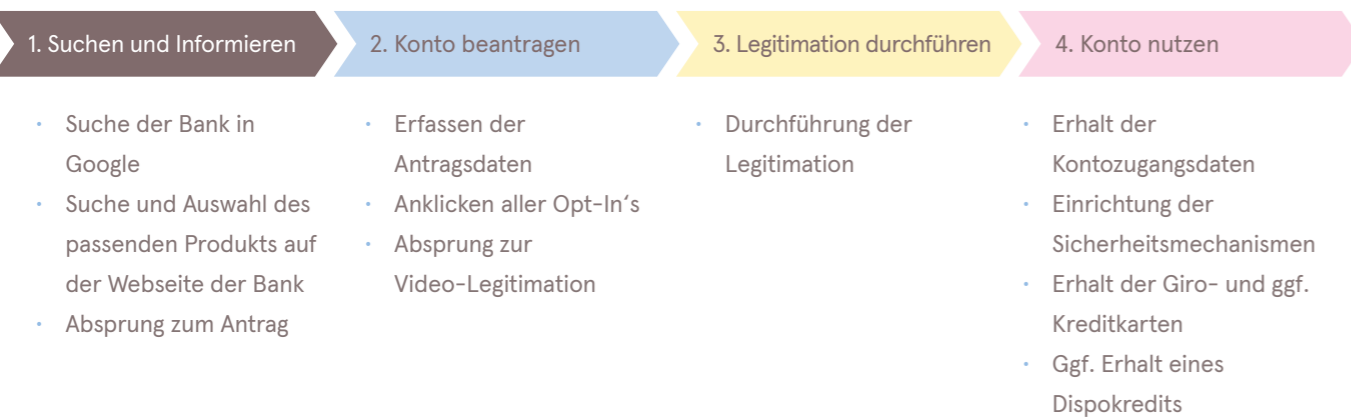 1. Suchen und Informieren
2. Konto beantragen
3. Legitimation durchführen
4. Konto nutzen
· Suche der Bank in
Google
· Suche und Auswahl des
passenden Produkts auf
der Webseite der Bank
· Absprung zum Antrag
· Erfassen der
Antragsdaten
· Anklicken aller Opt-In‘s
· Absprung zur
Video-Legitimation
· Durchführung der
Legitimation
· Erhalt der
Kontozugangsdaten
· Einrichtung der
Sicherheitsmechanismen
· Erhalt der Giro- und ggf.
Kreditkarten
· Ggf. Erhalt eines
Dispokredits